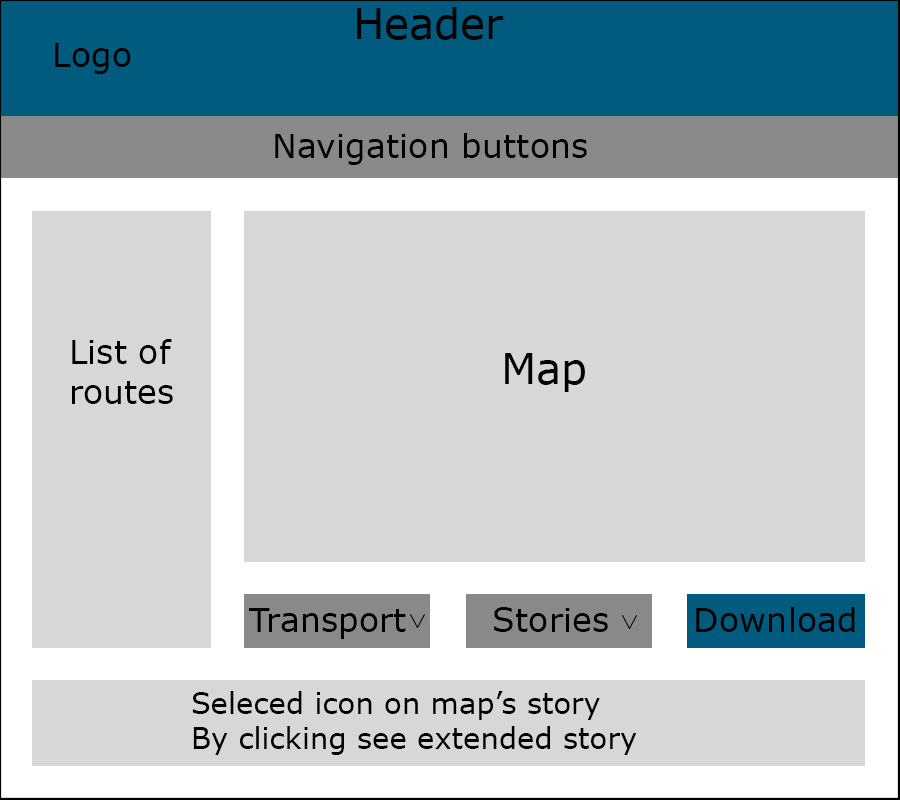 Header
Logo
Navigation buttons
List of
routes
Map
Transport
Stories
Download
Seleced icon on map’s story
By clicking see extended story